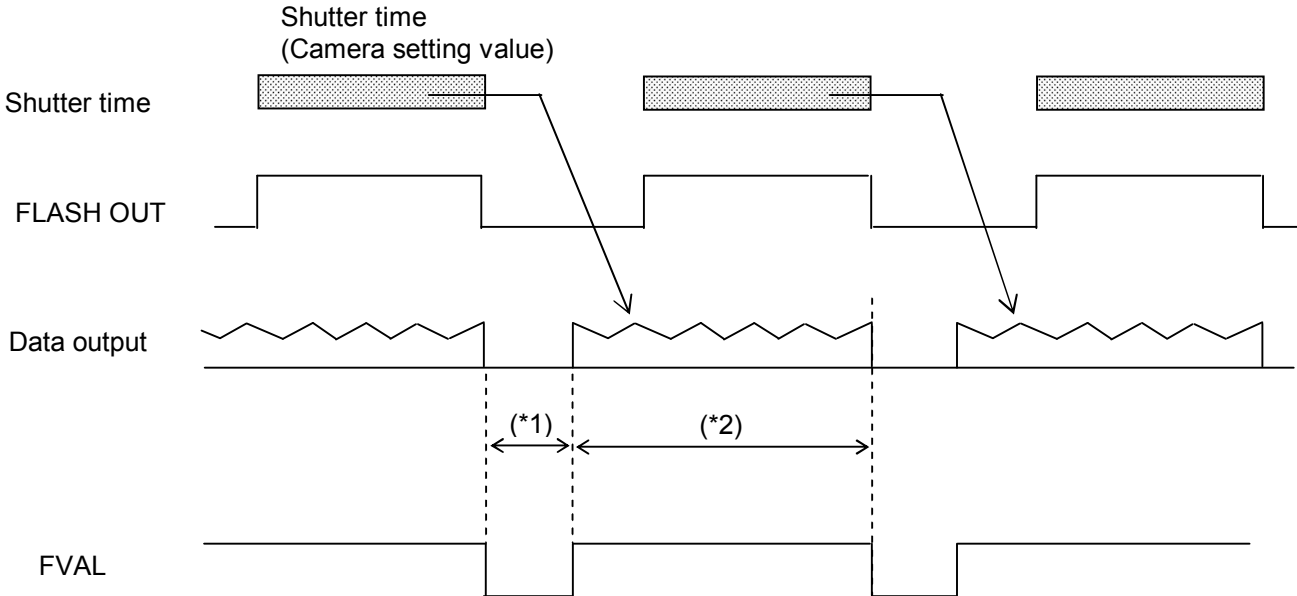 Shutter time
(Camera setting value)
Shutter time
FLASH OUT
Data output
(*1)
(*2)
FVAL